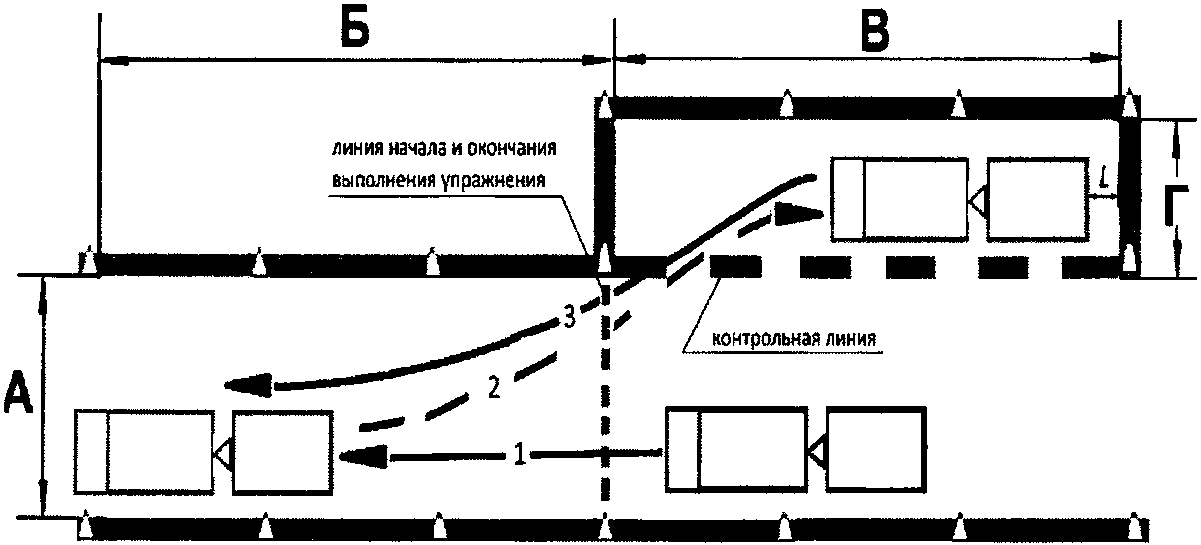 Б
В
линия начала и окончания
выполнения упражнения
L
Г
3
контрольная линия
А
2
1